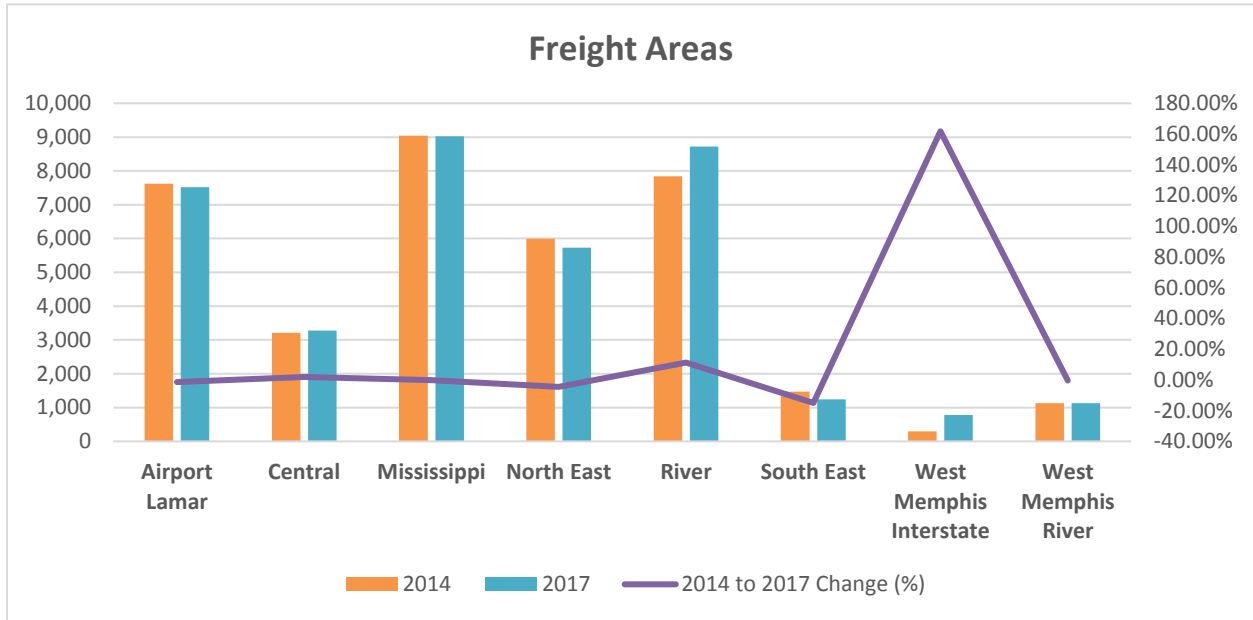 Freight Areas
10,000
9,000
8,000
7,000
6,000
5,000
4,000
3,000
2,000
1,000
0
180.00%
160.00%
140.00%
120.00%
100.00%
80.00%
60.00%
40.00%
20.00%
0.00%
-20.00%
-40.00%
Airport
Lamar
Central
Mississippi
North East
River
South East
West
Memphis
Interstate
West
Memphis
River
2014
2017
2014 to 2017 Change (%)